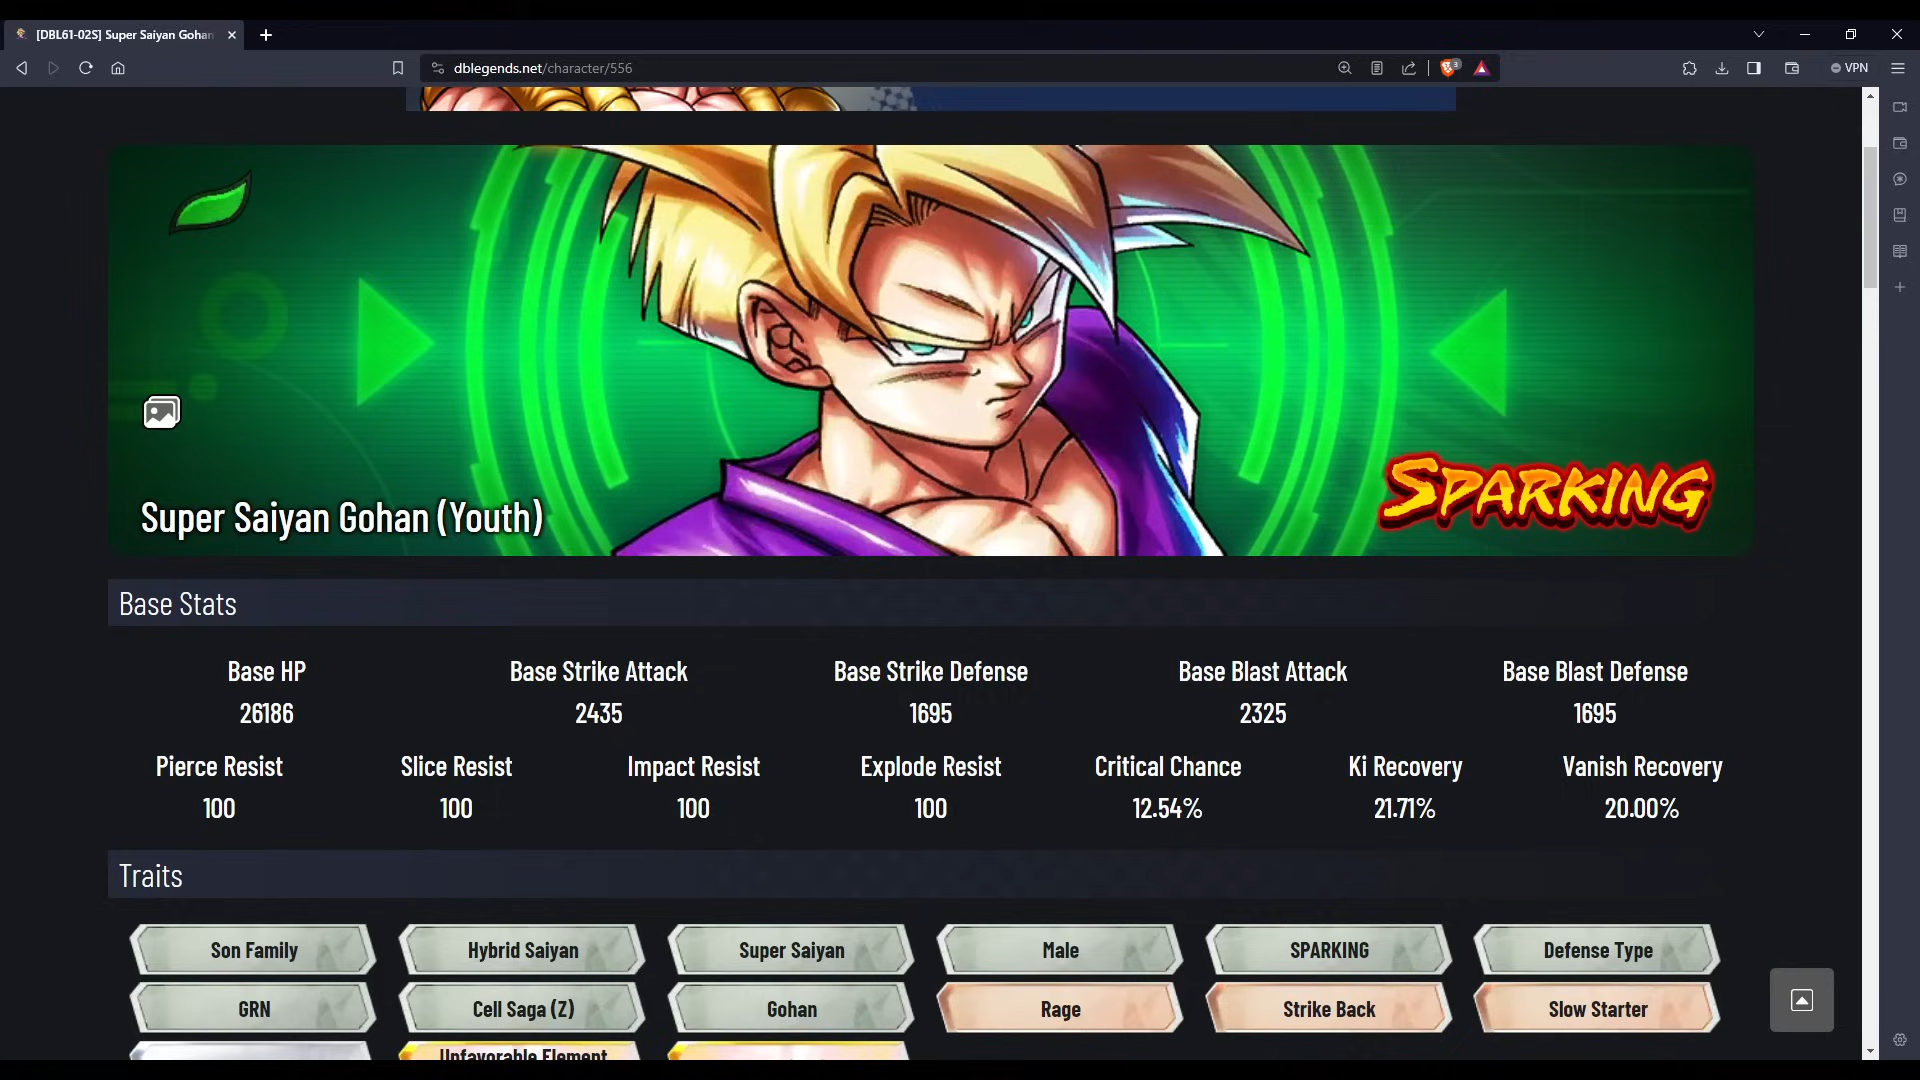 [DBL61-02S] Super Saiyan Gohan
dblegends.net/character/556
3
VPN
Super Saiyan Gohan (Youth)
SPARKING
Base Stats
Base HP Base Strike Attack Base Strike Defense Base Blast Attack Base Blast Defense
26186 2435 1695 2325 1695
Pierce Resist Slice Resist Impact Resist Explode Resist Critical Chance Ki Recovery Vanish Recovery
100 100 100 100 12.54% 21.71% 20.00%
Traits
Son Family Hybrid Saiyan Super Saiyan Male SPARKING Defense Type
GRN Cell Saga (Z) Gohan Rage Strike Back Slow Starter
Unfavorable Element